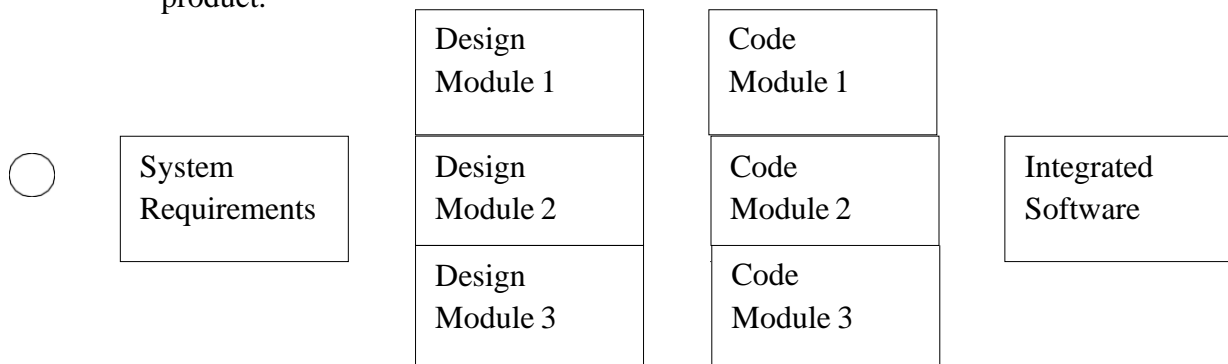 product.
Design
Module 1
Code
Module 1
System
Requirements
Design
Module 2
Code
Module 2
Integrated
Software
Design
Module 3
Code
Module 3